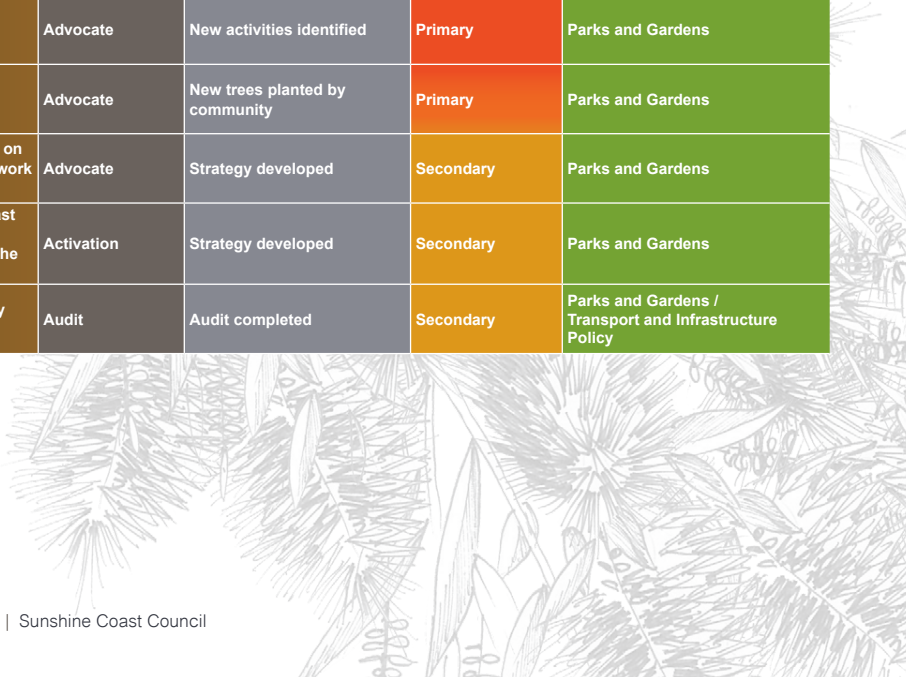 Advocate
New activities identified
Primary
Parks and Gardens
Advocate
New trees planted by
community
Primary
Parks and Gardens
on
work
Advocate
Strategy developed
Secondary
Parks and Gardens
he
Activation
Strategy developed
Secondary
Parks and Gardens
Audit
Audit completed
Secondary
Parks and Gardens /
Transport and Infrastructure
Policy
| Sunshine Coast Council